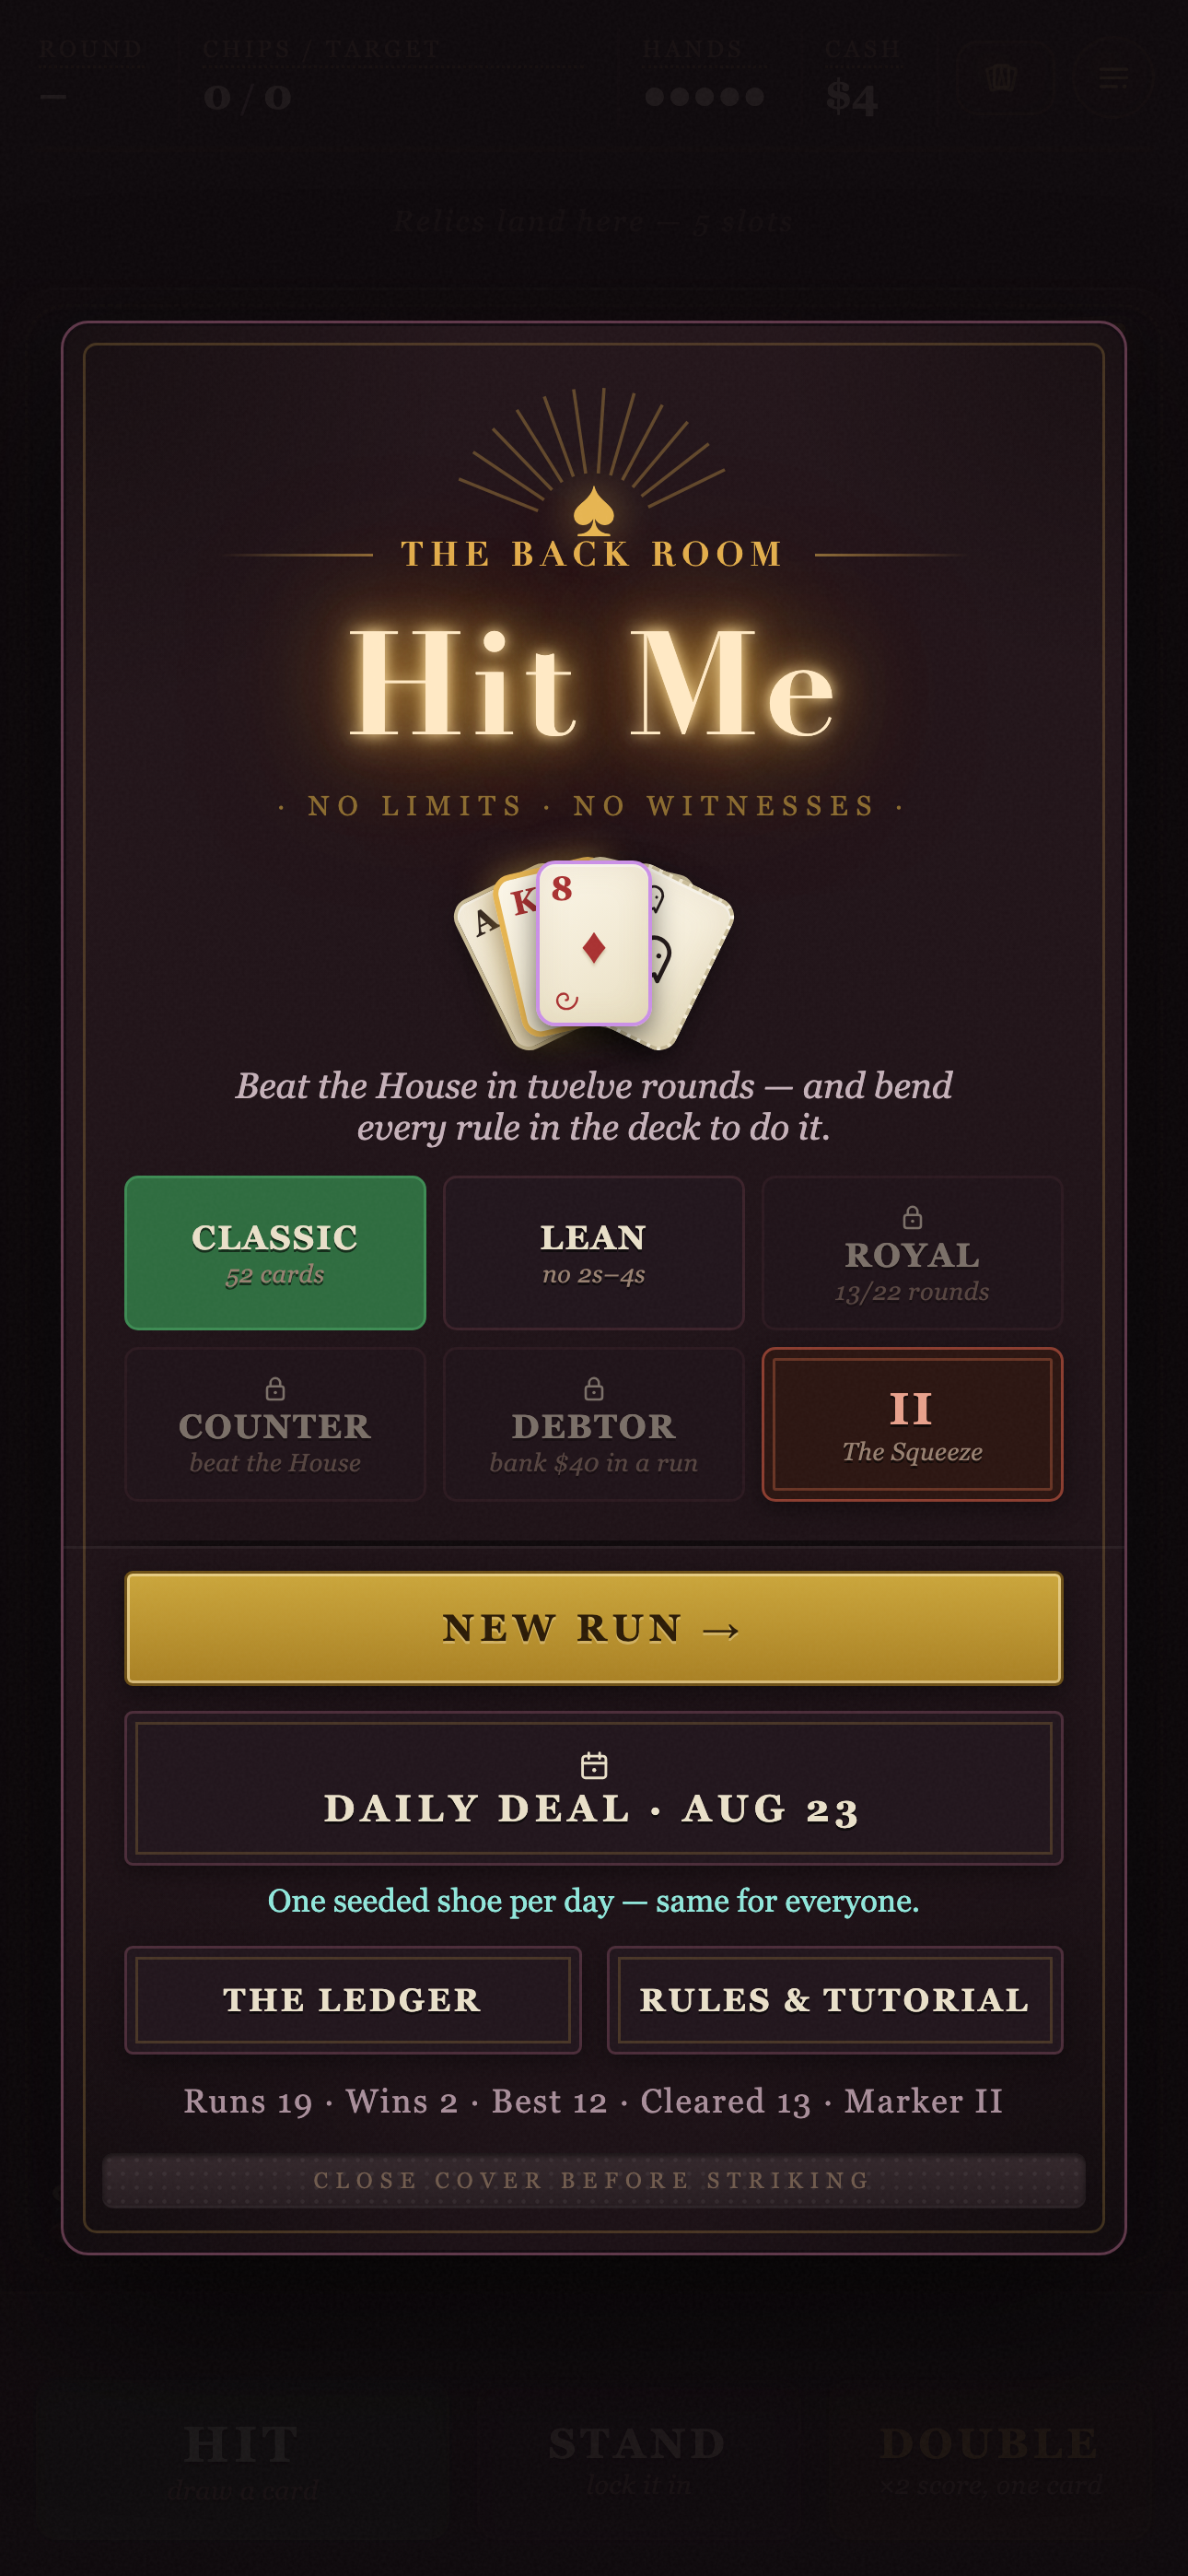 ROUND
CHIPS / TARGET
HANDS
CASH
–
0 / 0
$4
Relics land here — 5 slots
THE BACK ROOM
Hit Me
· NO LIMITS · NO WITNESSES ·
A
K
8
Beat the House in twelve rounds — and bend
every rule in the deck to do it.
CLASSIC
52 cards
LEAN
no 2s–4s
ROYAL
13/22 rounds
COUNTER
beat the House
DEBTOR
bank $40 in a run
II
The Squeeze
NEW RUN →
DAILY DEAL · AUG 23
One seeded shoe per day — same for everyone.
THE LEDGER
RULES & TUTORIAL
Runs 19 · Wins 2 · Best 12 · Cleared 13 · Marker II
CLOSE COVER BEFORE STRIKING
HIT
draw a card
STAND
lock it in
DOUBLE
×2 score, one card